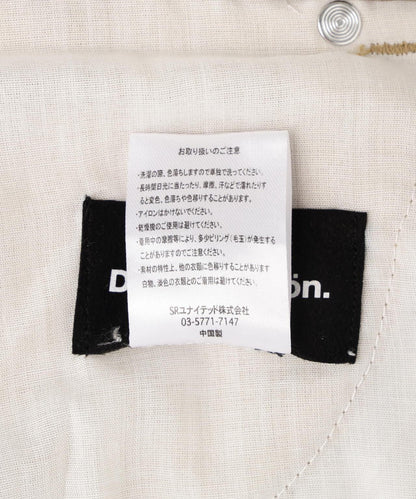 お取り扱いのご注意
・洗濯の際、色落ちしますので単独で洗ってください。
・長時間日光に当たったり、摩擦、汗などで濡れたりす
ると変色、色落ちや色移りすることがあります。
・アイロンはかけないでください。
・乾燥機のご使用は避けてください。
・着用中の摩擦等により、多少ピリング(毛玉)が発生する
ことがありますのでご注意ください。
・素材の特性上、他の衣類に色移りすることがあります
白物、淡色の衣類とのご着用は避けてください。
D ön.
SRユナイテッド株式会社
03-5771-7147
中国製